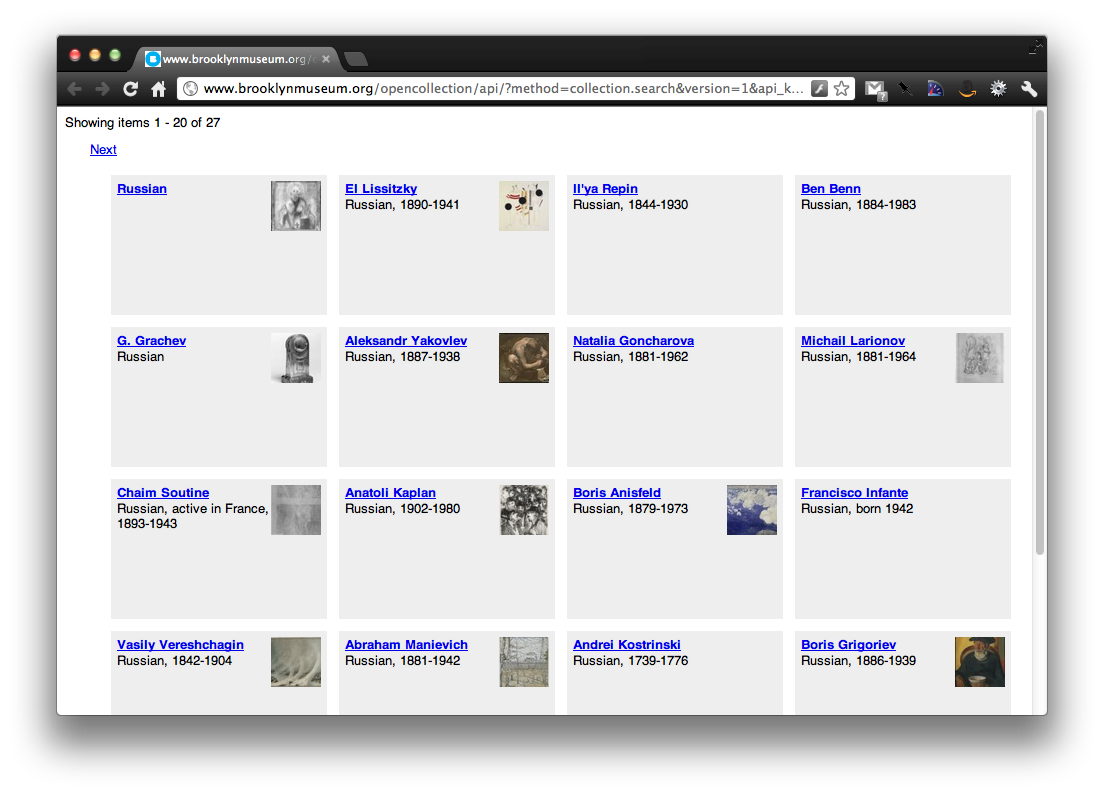 www.brooklynmuseum.org/o
www.brooklynmuseum.org/opencollection/api/?method=collection.search&version=1&api_k...
Showing items 1 - 20 of 27
Next
Russian
El Lissitzky
Russian, 1890-1941
Il'ya Repin
Russian, 1844-1930
Ben Benn
Russian, 1884-1983
G. Grachev
Russian
Aleksandr Yakovlev
Russian, 1887-1938
Natalia Goncharova
Russian, 1881-1962
Michail Larionov
Russian, 1881-1964
Chaim Soutine
Russian, active in France,
1893-1943
Anatoli Kaplan
Russian, 1902-1980
Boris Anisfeld
Russian, 1879-1973
Francisco Infante
Russian, born 1942
Vasily Vereshchagin
Russian, 1842-1904
Abraham Manievich
Russian, 1881-1942
Andrei Kostrinski
Russian, 1739-1776
Boris Grigoriev
Russian, 1886-1939